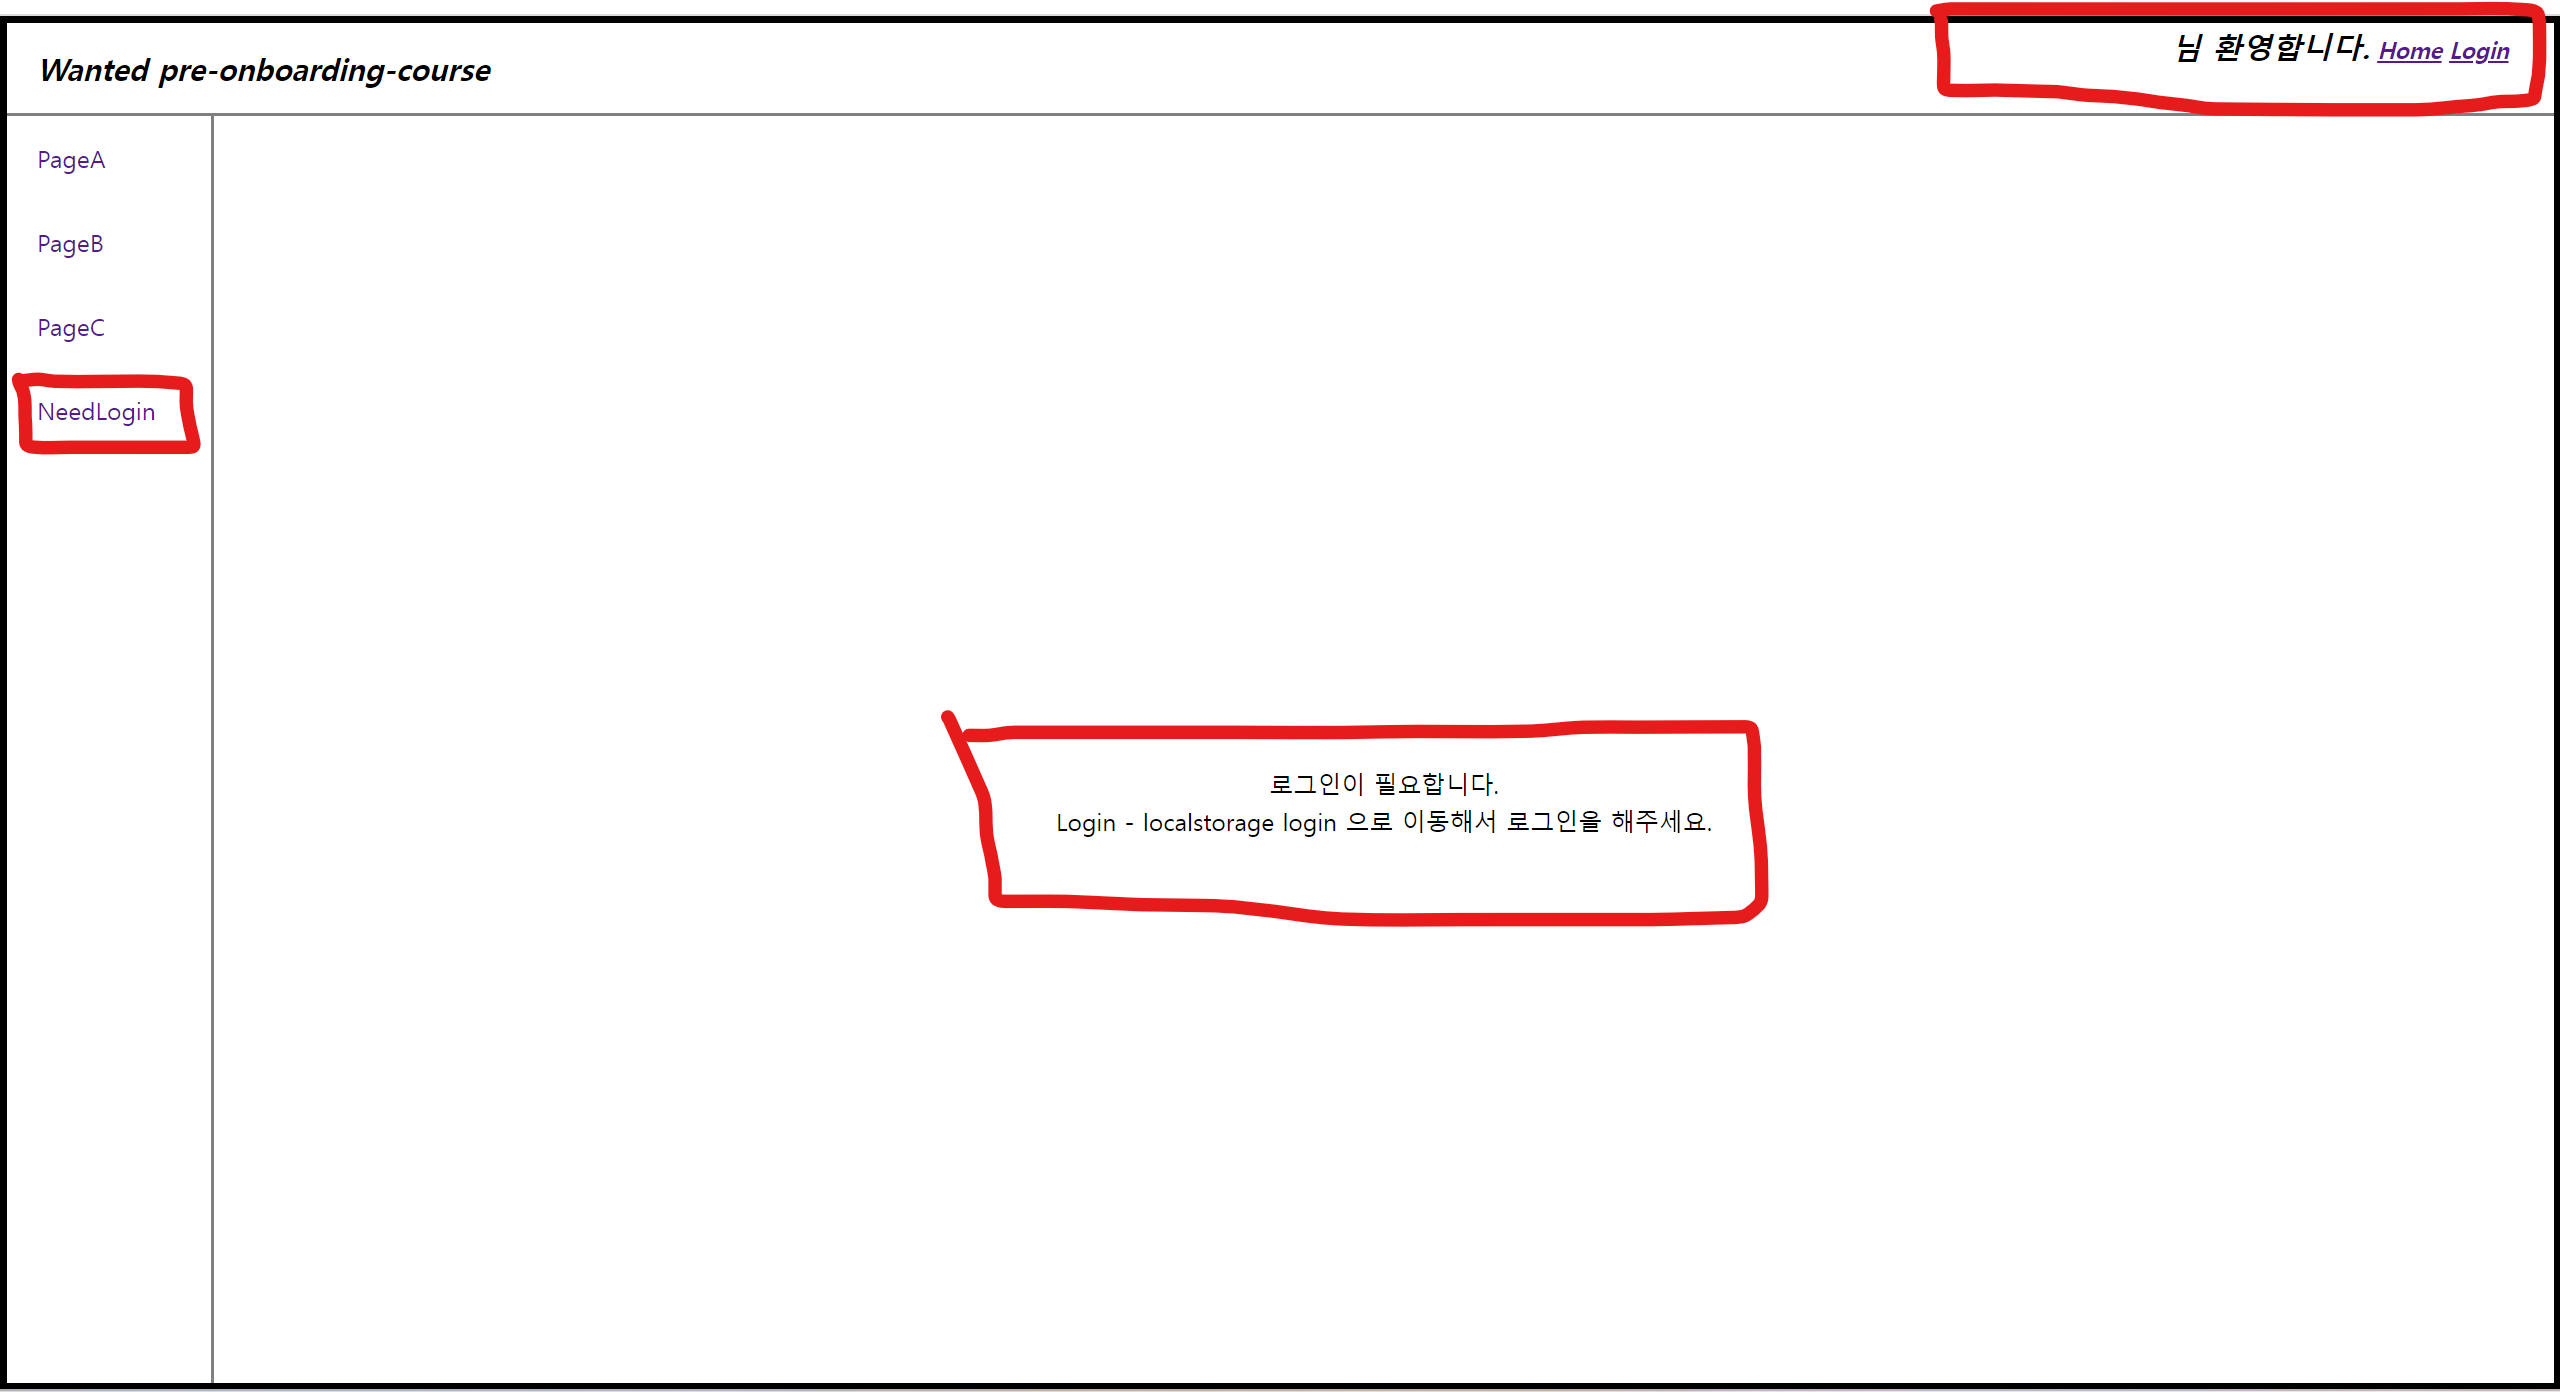 Wanted pre-onboarding-course
님 환영합니다. Home Login
PageA
PageB
PageC
NeedLogin
로그인이 필요합니다.
Login - localstorage login 으로 이동해서 로그인을 해주세요.